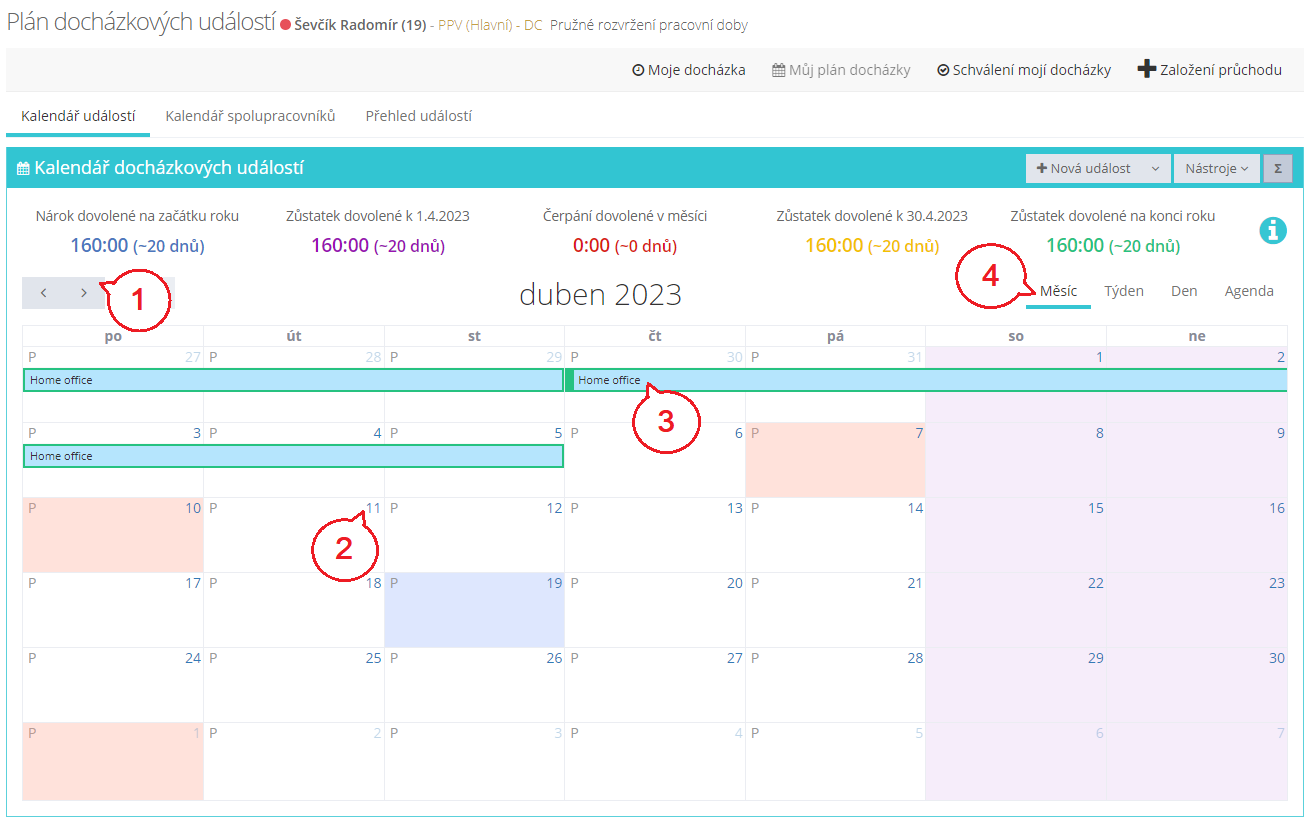 Plán docházkových událostí Ševčík Radomír (19) - PPV (Hlavní) - DC Pružné rozvržení pracovní doby
Moje docházka Můj plán docházky Schválení mojí docházky Založení průchodu
Kalendář událostí Kalendář spolupracovníků Přehled událostí
Kalendář docházkových událostí Nová událost Nástroje Σ
Nárok dovolené na začátku roku Zůstatek dovolené k 1.4.2023 Čerpání dovolené v měsíci Zůstatek dovolené k 30.4.2023 Zůstatek dovolené na konci roku
160:00 (~20 dnů) 160:00 (~20 dnů) 0:00 (~0 dnů) 160:00 (~20 dnů) 160:00 (~20 dnů)
1 duben 2023 4 Měsíc Týden Den Agenda
po út st čt pá so ne
P 27 P 28 P 29 P 30 P 31 1 2
Home office Home office
3
P 3 P 4 P 5 P 6 P 7 8 9
Home office
P 10 P 11 P 12 P 13 P 14 15 16
2
P 17 P 18 P 19 P 20 P 21 22 23
P 24 P 25 P 26 P 27 P 28 29 30
P 1 P 2 P 3 P 4 P 5 6 7